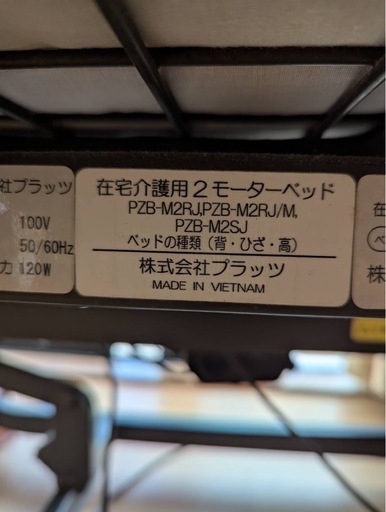 社プラッツ
100V
50/60Hz
力 120W
在宅介護用2モーターベッド
PZB-M2RJ,PZB-M2RJ/M,
PZB-M2SJ
ベッドの種類(背・ひざ・高)
株式会社プラッツ
MADE IN VIETNAM
在